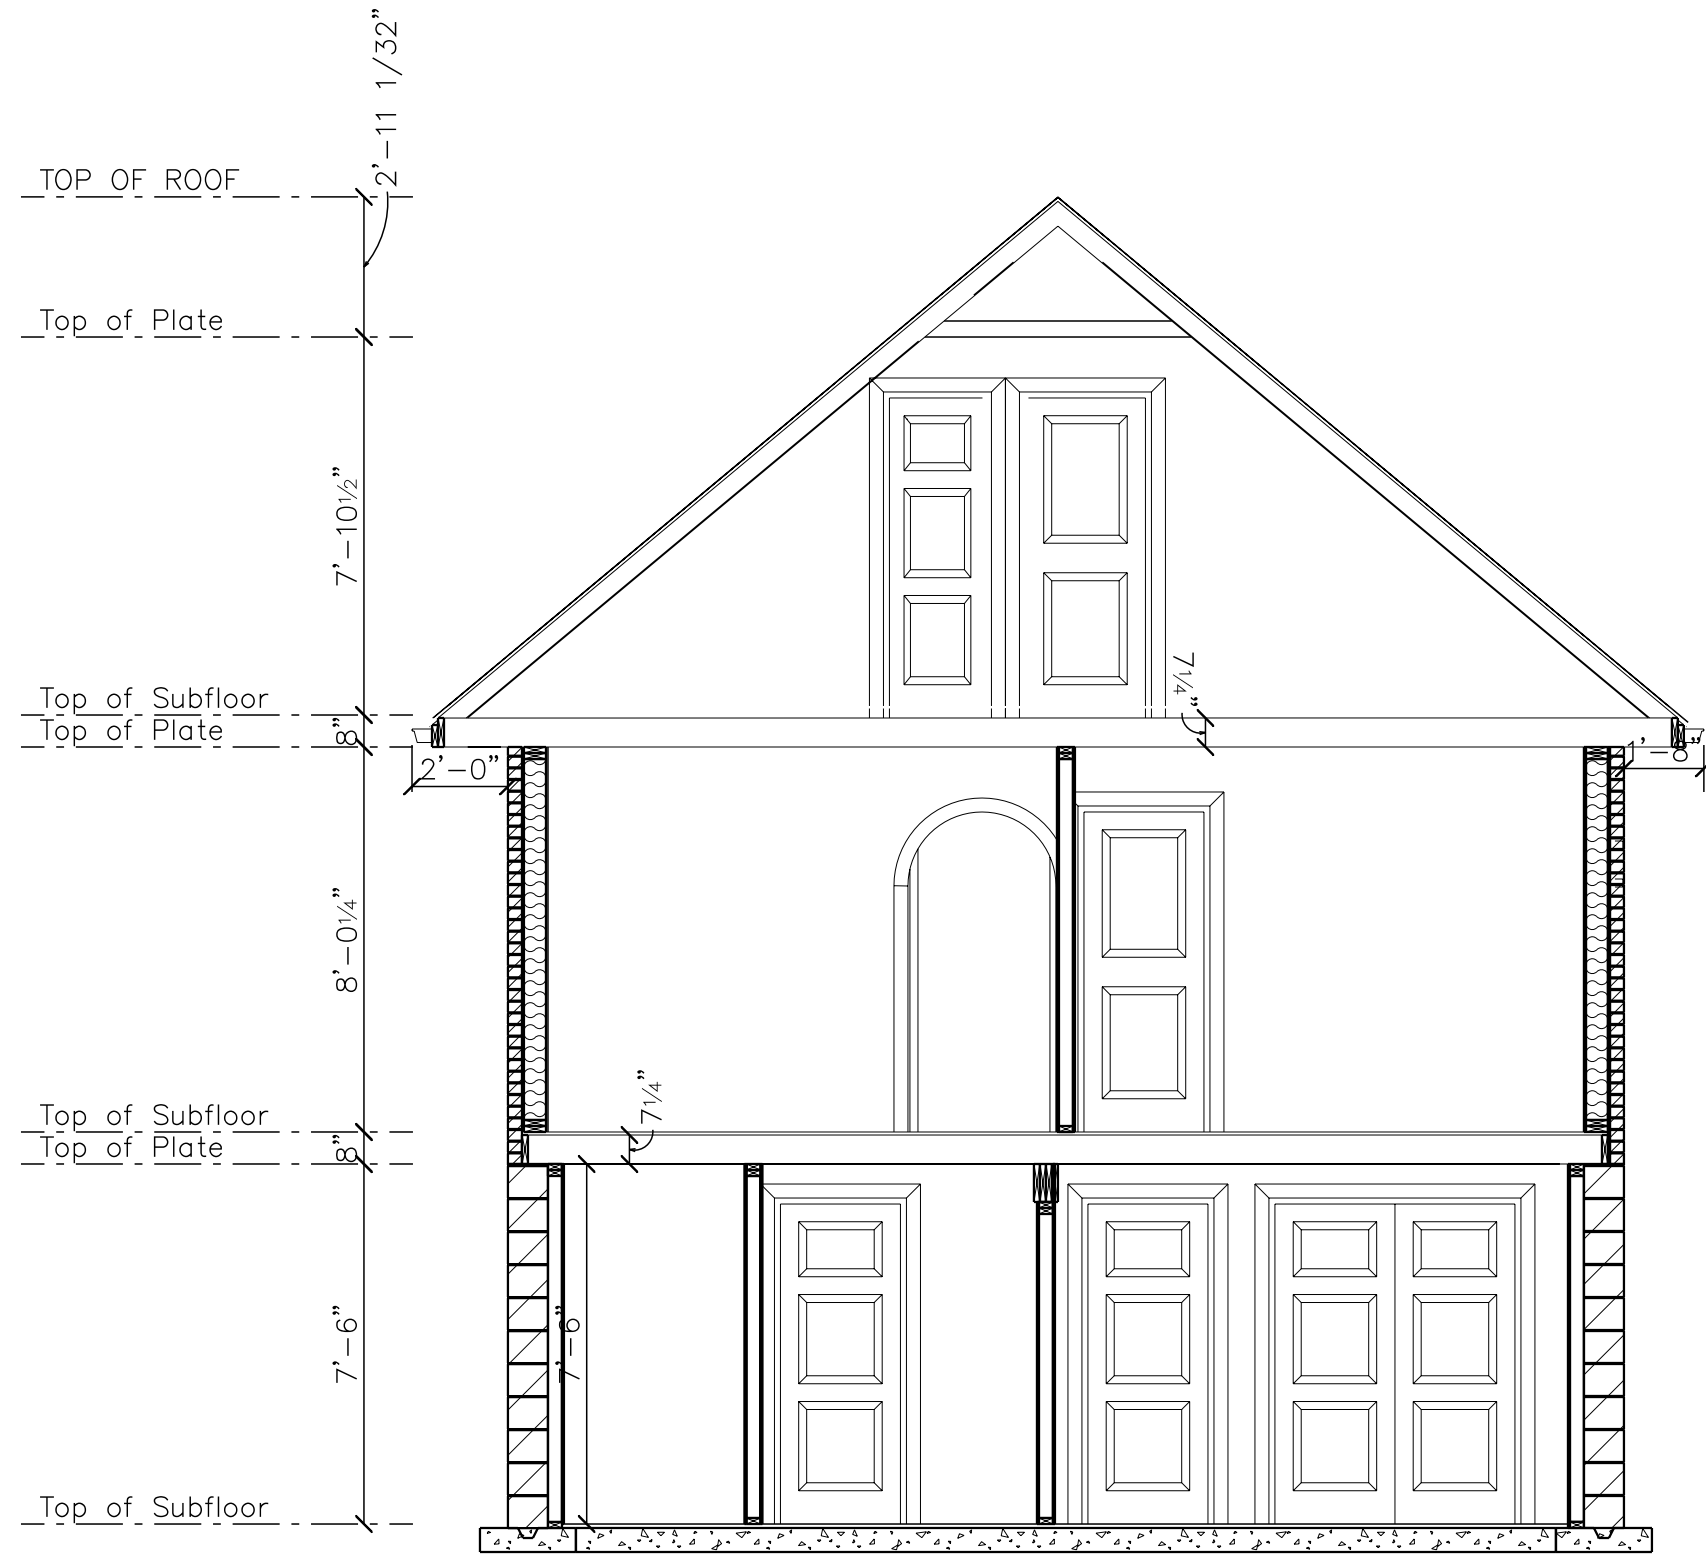 2'-11 1/32"
TOP OF ROOF
Top of Plate
7'-10½"
7¼"
Top of Subfloor
8"
Top of Plate
2'-0"
1'-8"
8'-0¼"
7¼"
Top of Subfloor
8"
Top of Plate
7'-6"
7'-6"
Top of Subfloor